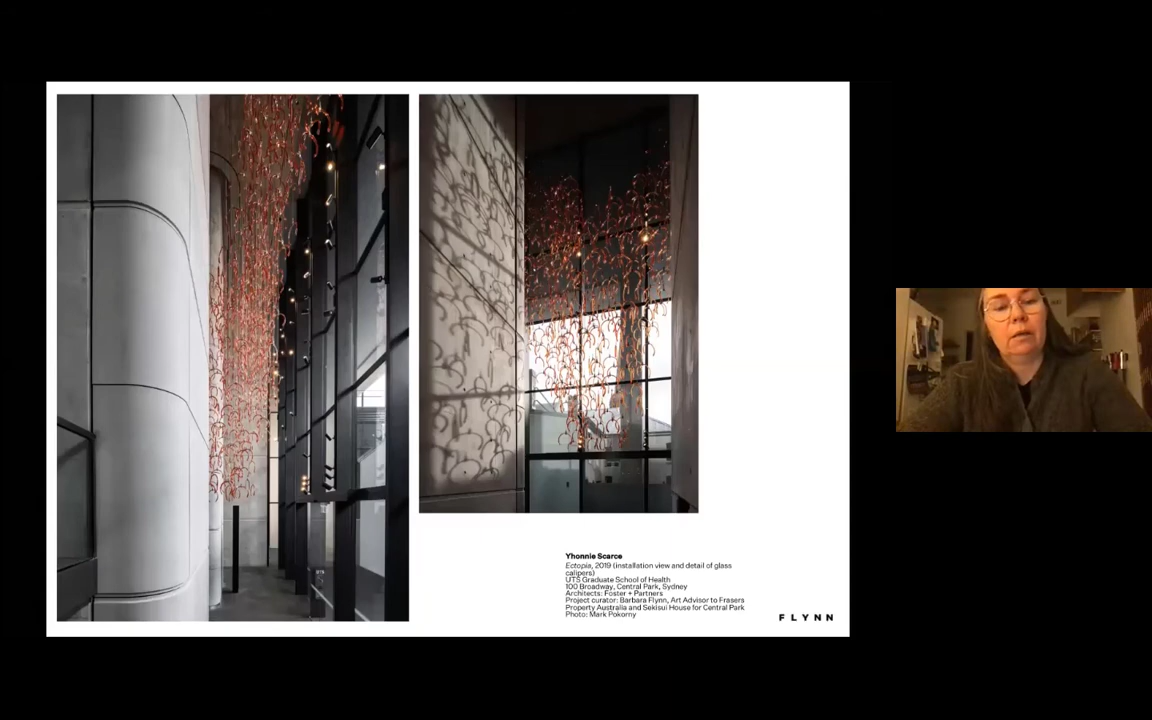 Yhonnie Scarce
Ectopia, 2019 (installation view and detail of glass
calipers)
UTS Graduate School of Health
100 Broadway, Central Park, Sydney
Architects: Foster + Partners
Project curator: Barbara Flynn, Art Advisor to Frasers
Property Australia and Sekisui House for Central Park
Photo: Mark Pokorny
FLYNN